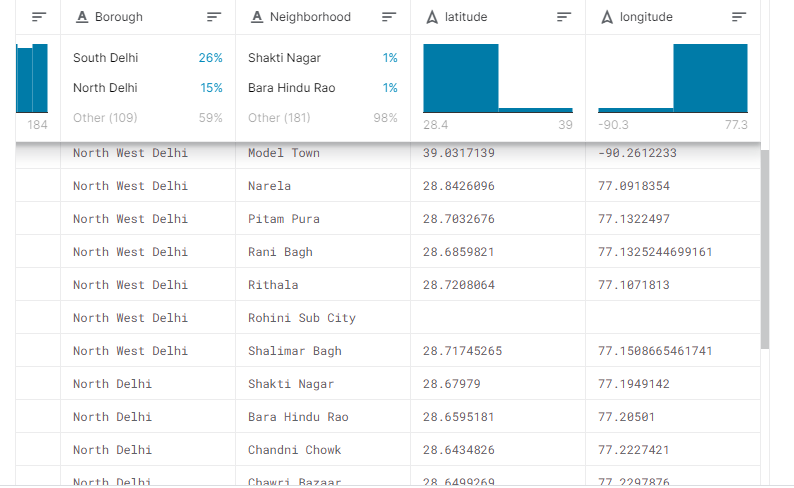 Borough Neighborhood latitude longitude
South Delhi 26% Shakti Nagar 1%
North Delhi 15% Bara Hindu Rao 1%
Other (109) 59% Other (181) 98%
184 28.4 39 -90.3 77.3
North West Delhi Model Town 39.0317139 -90.2612233
North West Delhi Narela 28.8426096 77.0918354
North West Delhi Pitam Pura 28.7032676 77.1322497
North West Delhi Rani Bagh 28.6859821 77.1325244699161
North West Delhi Rithala 28.7208064 77.1071813
North West Delhi Rohini Sub City
North West Delhi Shalimar Bagh 28.71745265 77.1508665461741
North Delhi Shakti Nagar 28.67979 77.1949142
North Delhi Bara Hindu Rao 28.6595181 77.20501
North Delhi Chandni Chowk 28.6434826 77.2227421
North Delhi Chawri Bazaar 28.6499269 77.2297876